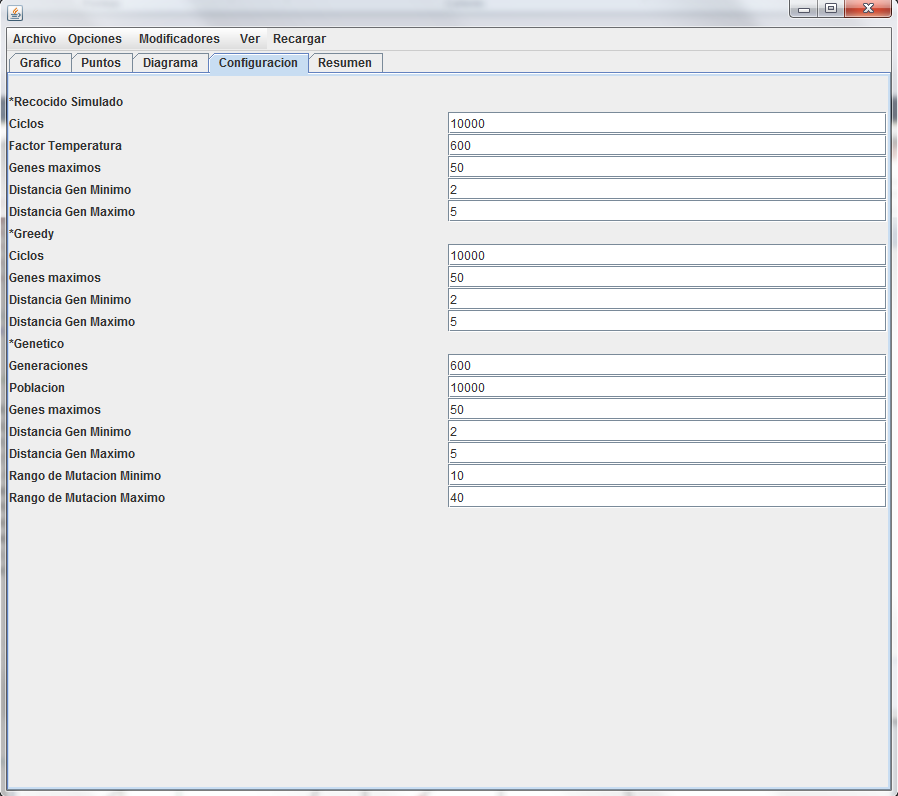 Archivo Opciones Modificadores Ver Recargar
Grafico Puntos Diagrama Configuracion Resumen
*Recocido Simulado
Ciclos 10000
Factor Temperatura 600
Genes maximos 50
Distancia Gen Minimo 2
Distancia Gen Maximo 5
*Greedy
Ciclos 10000
Genes maximos 50
Distancia Gen Minimo 2
Distancia Gen Maximo 5
*Genetico
Generaciones 600
Poblacion 10000
Genes maximos 50
Distancia Gen Minimo 2
Distancia Gen Maximo 5
Rango de Mutacion Minimo 10
Rango de Mutacion Maximo 40